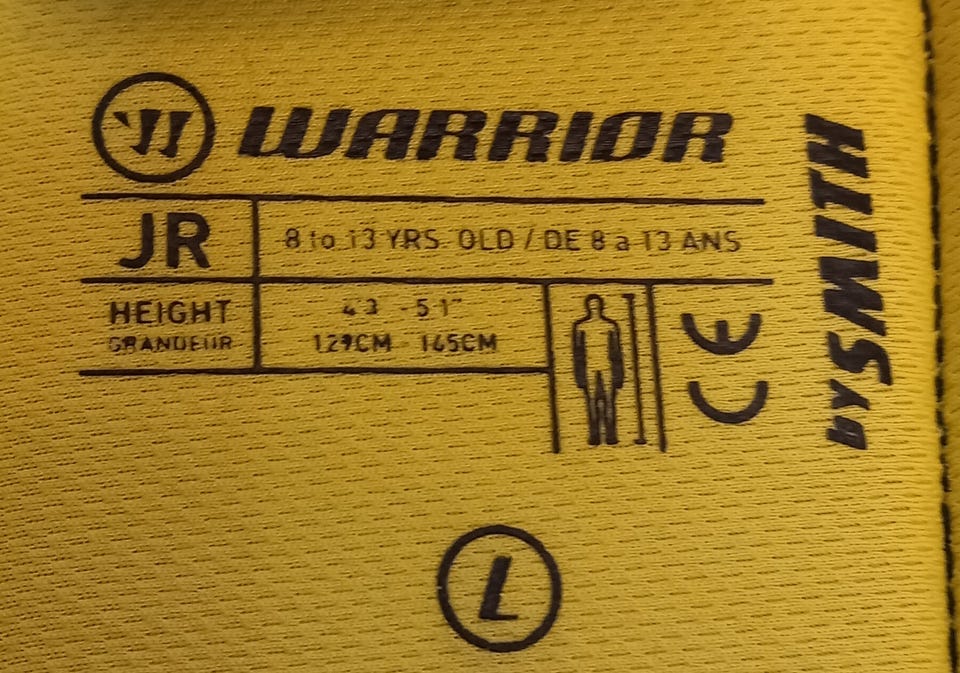 WARRIOR
JR
8 to 13 YRS OLD / DE 8 a 13 ANS
HEIGHT
GRANDEUR
4'3 - 5'1"
129CM - 145CM
CE
by SMITH
L